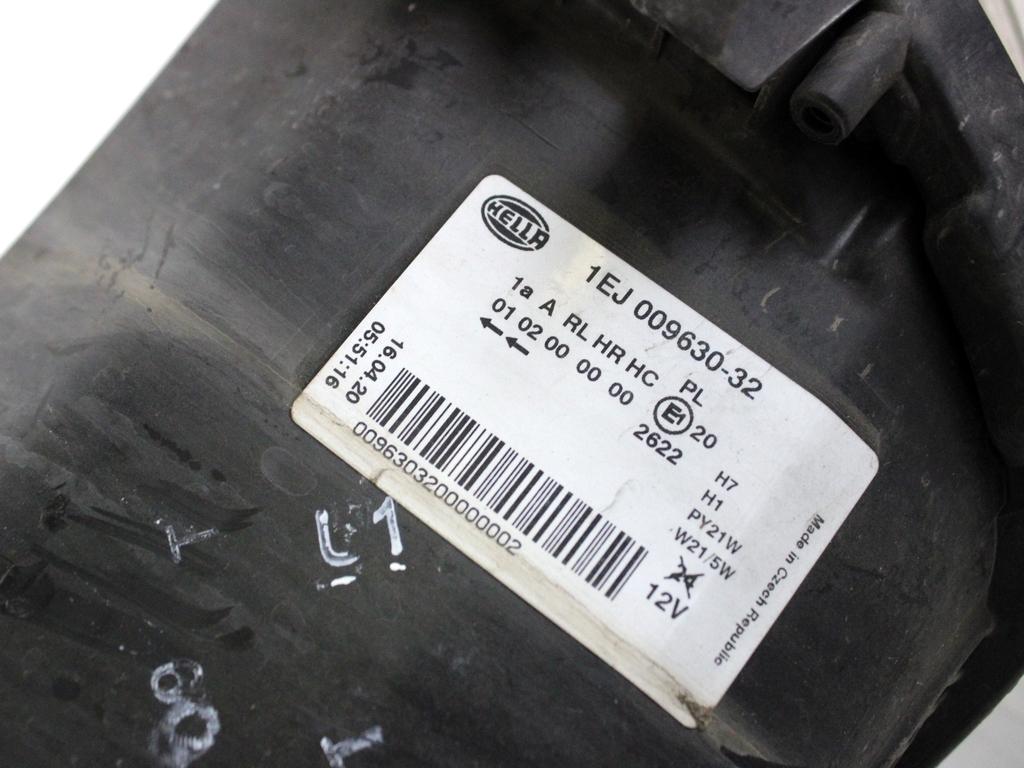 HELLA
1EJ 009630-32
1a A RL HR HC PL
01 02 00 00 00
E1 20
2622
H7
H1
PY21W
W21/5W
24
12V
Made in Czech Republic
16.04.20
05:51:16
009630320000002
L1